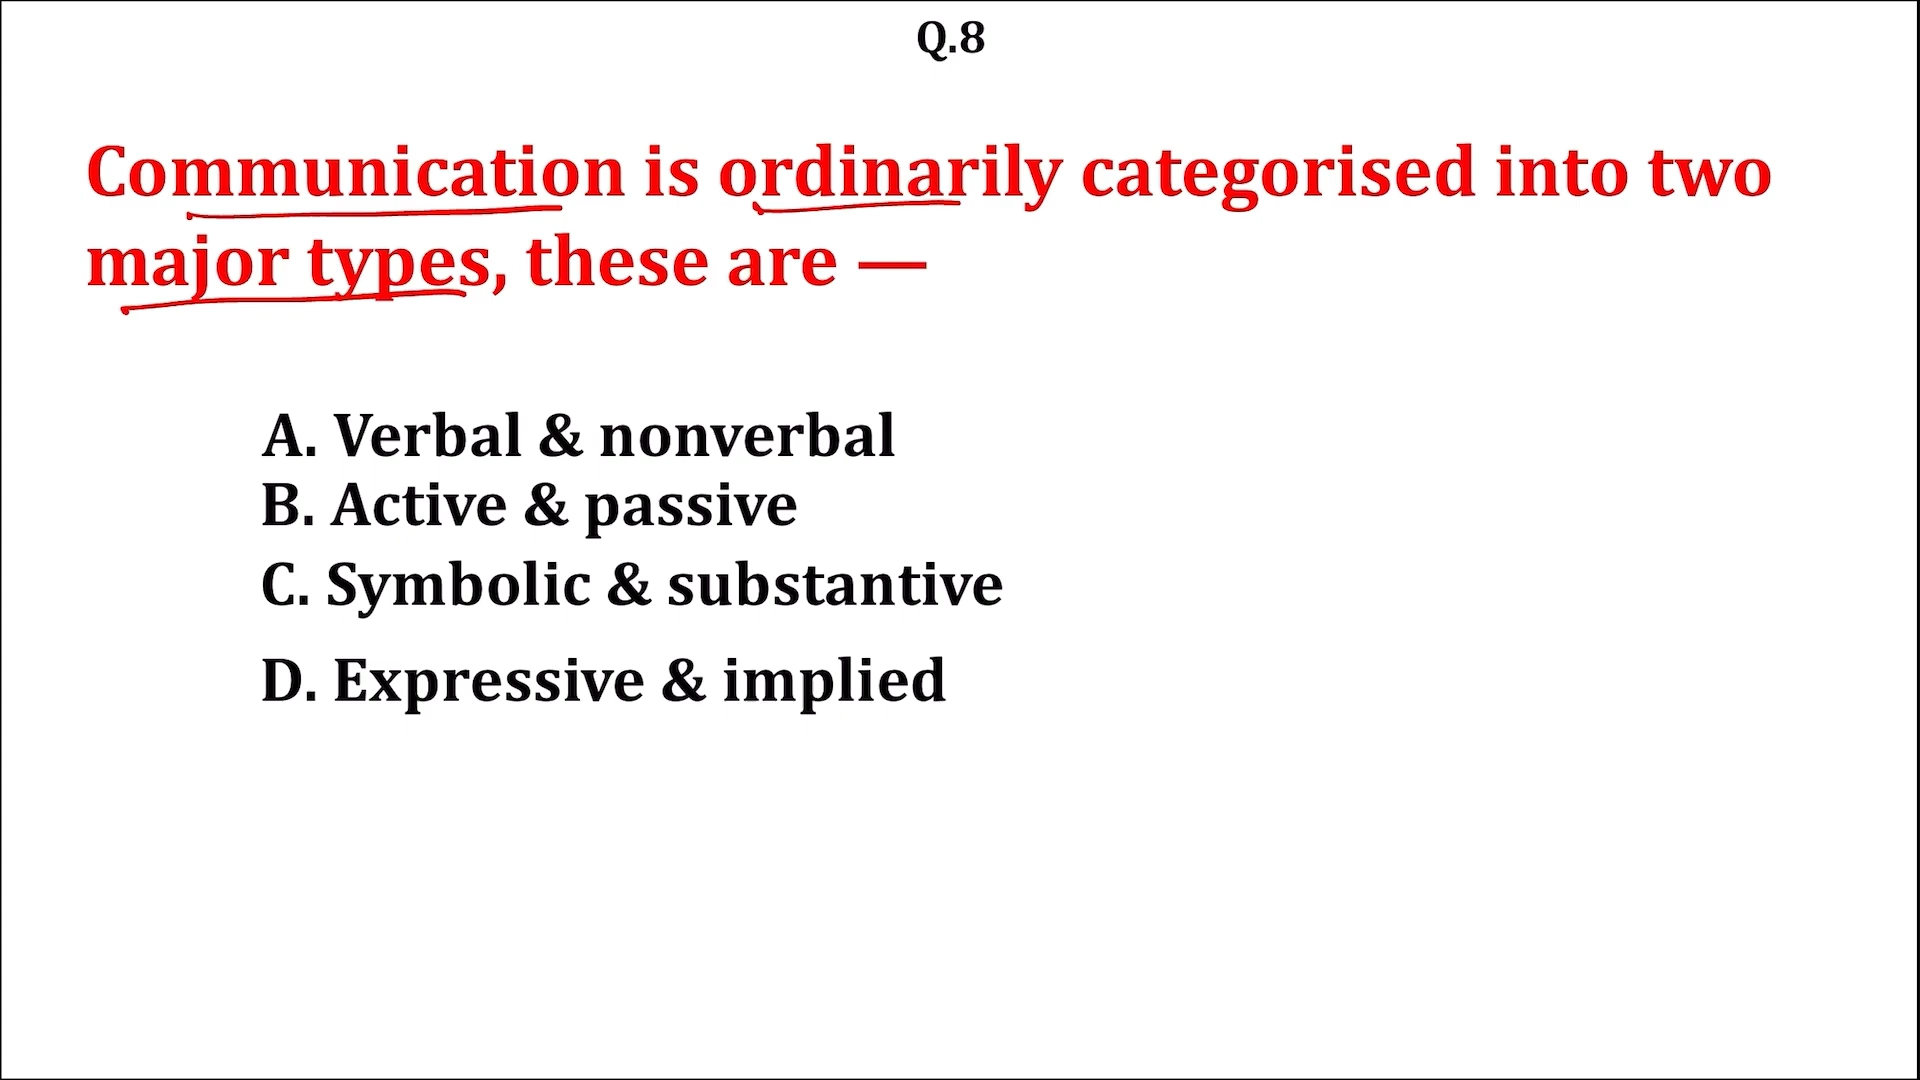 Q.8
Communication is ordinarily categorised into two
major types, these are —
A. Verbal & nonverbal
B. Active & passive
C. Symbolic & substantive
D. Expressive & implied